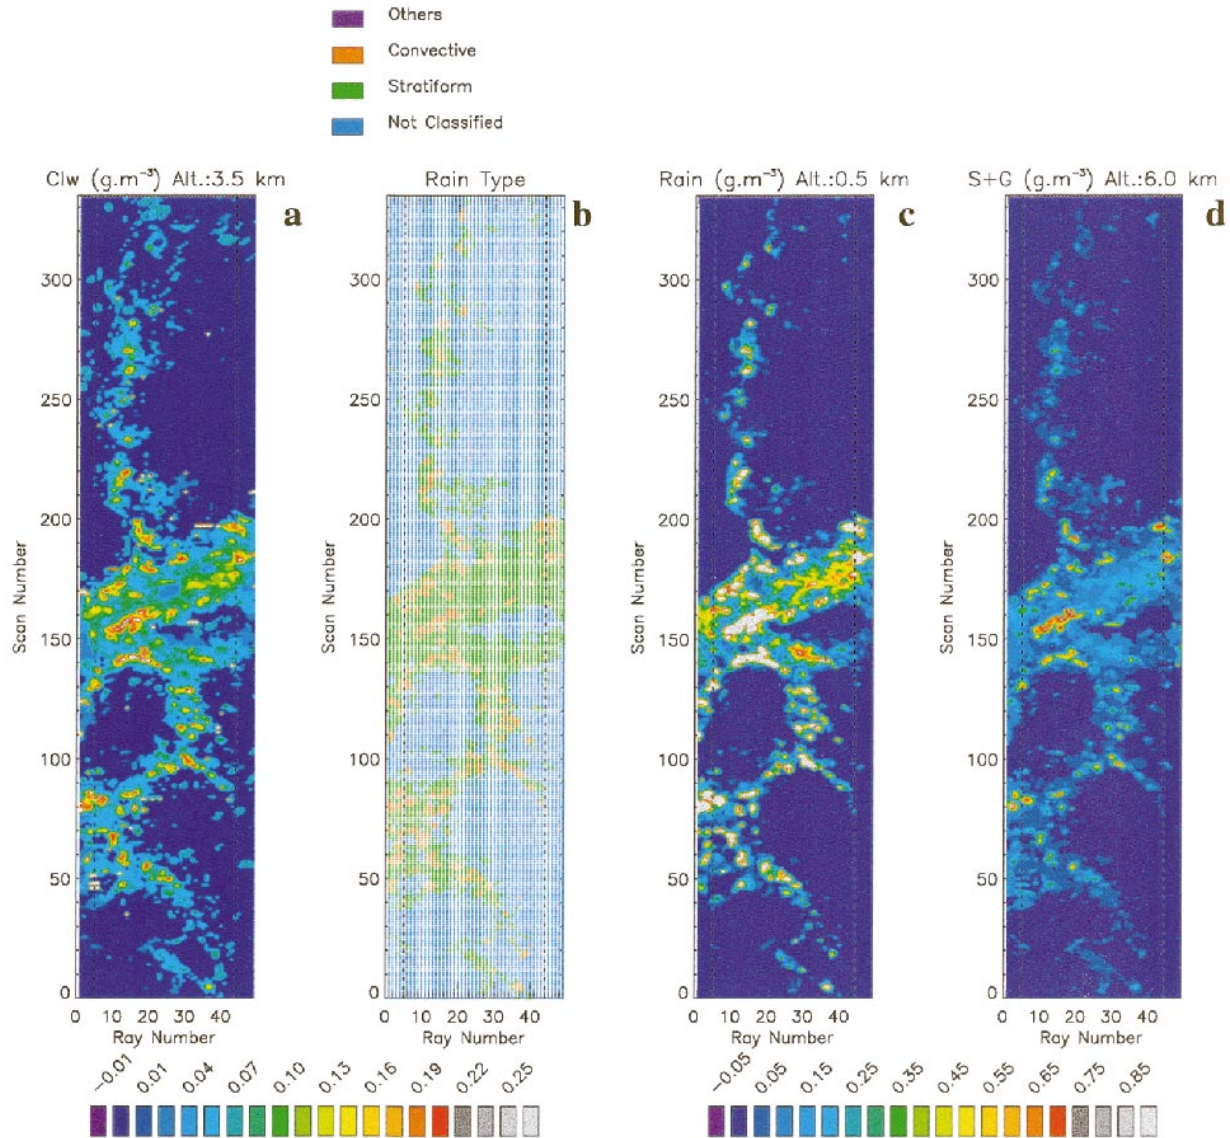 Others
Convective
Stratiform
Not Classified
Clw (g.m⁻³) Alt.:3.5 km
Rain Type
Rain (g.m⁻³) Alt.:0.5 km
S+G (g.m⁻³) Alt.:6.0 km
a
b
c
d
Scan Number
300
250
200
150
100
50
0
Scan Number
300
250
200
150
100
50
0
Scan Number
300
250
200
150
100
50
0
Scan Number
300
250
200
150
100
50
0
0 10 20 30 40
0 10 20 30 40
0 10 20 30 40
0 10 20 30 40
Ray Number
Ray Number
Ray Number
Ray Number
-0.01 0.01 0.04 0.07 0.10 0.13 0.16 0.19 0.22 0.25
-0.05 0.05 0.15 0.25 0.35 0.45 0.55 0.65 0.75 0.85